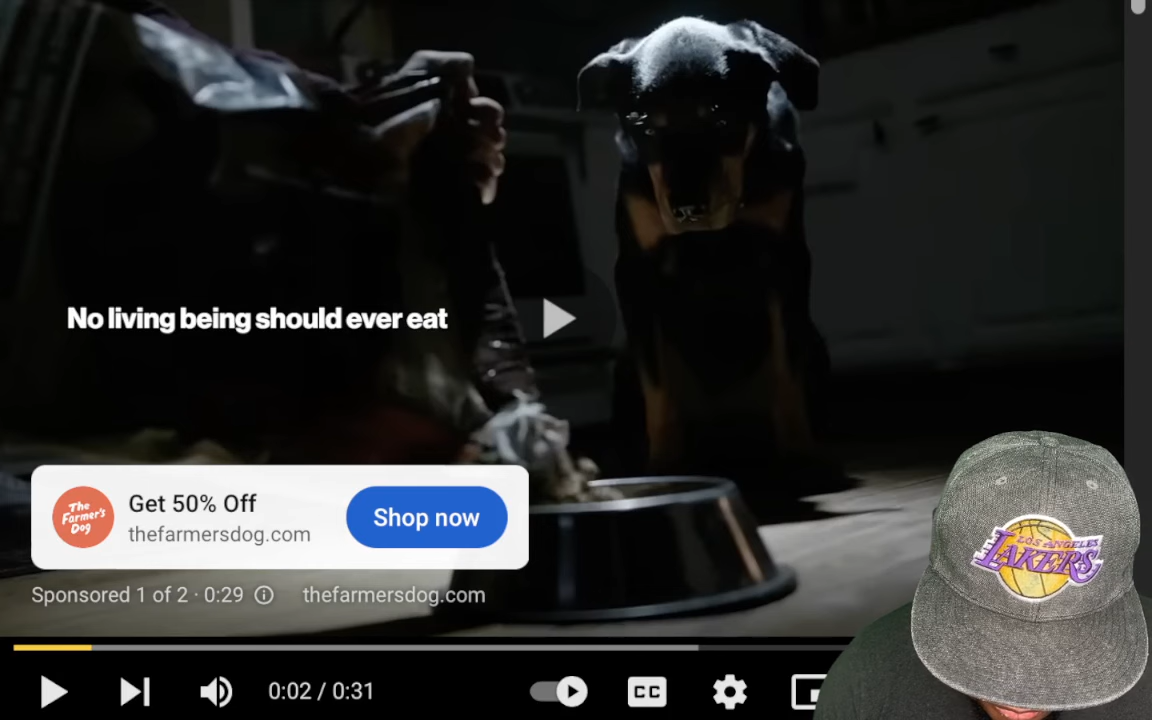 No living being should ever eat
The
Farmer's
Dog
Get 50% Off
thefarmersdog.com
Shop now
Sponsored 1 of 2 · 0:29
thefarmersdog.com
0:02 / 0:31
CC
LOS ANGELES
LAKERS